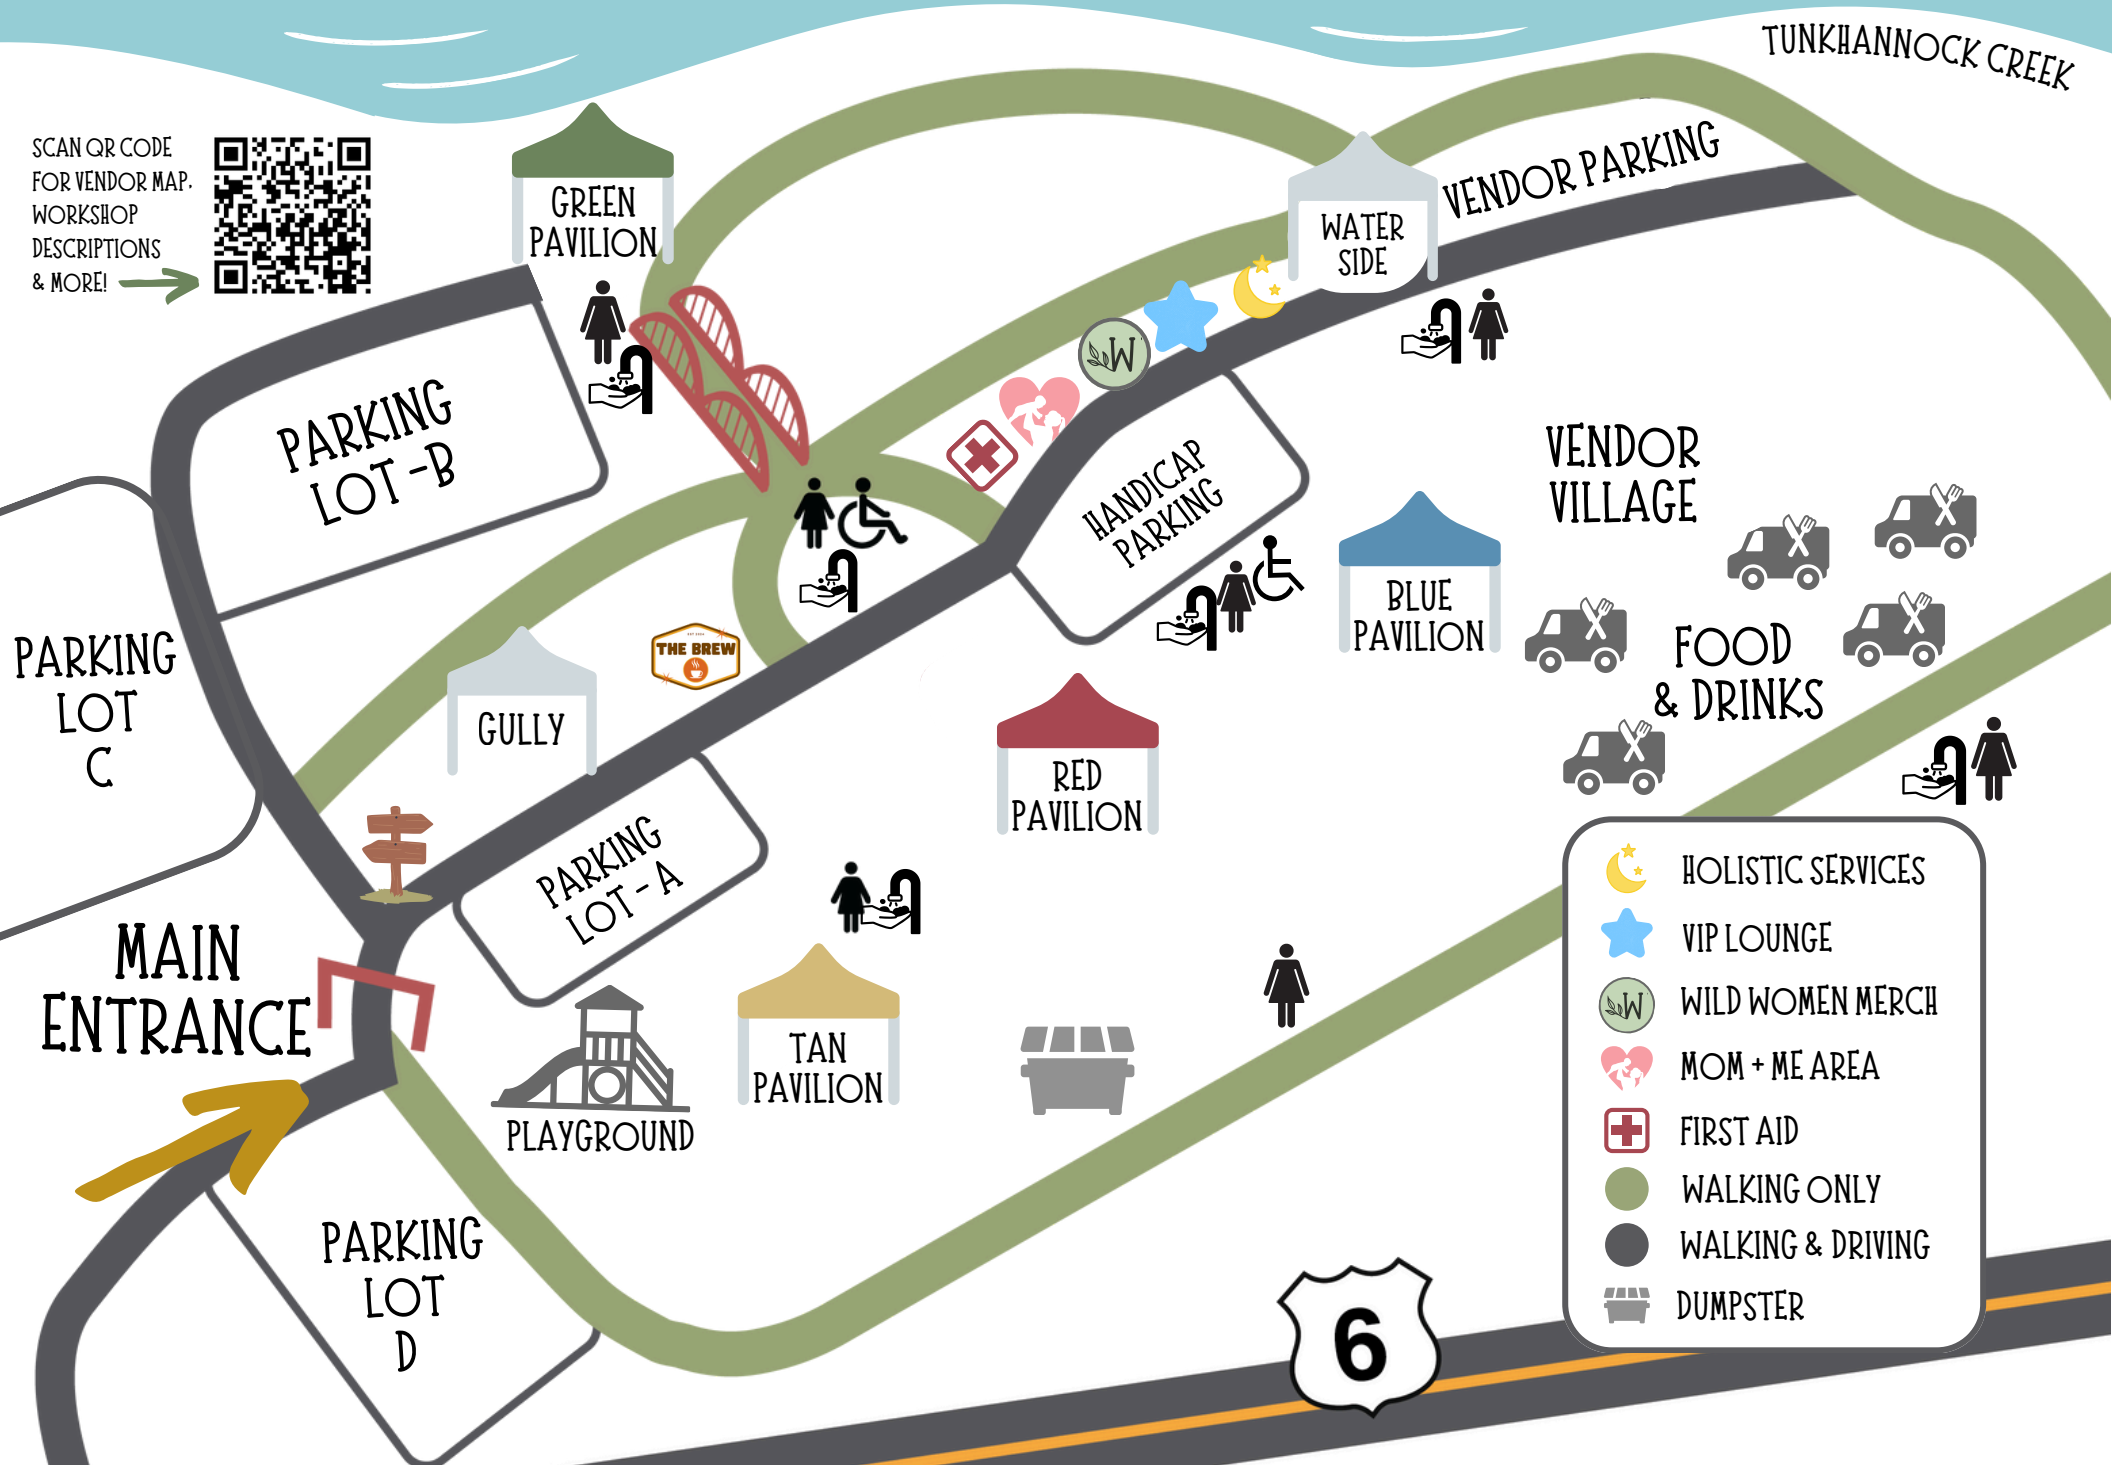 TUNKHANNOCK CREEK
SCAN QR CODE
FOR VENDOR MAP,
WORKSHOP
DESCRIPTIONS
& MORE!
GREEN
PAVILION
WATER
SIDE
VENDOR PARKING
PARKING
LOT -B
HANDICAP
PARKING
VENDOR
VILLAGE
BLUE
PAVILION
FOOD
& DRINKS
PARKING
LOT
C
THE BREW
GULLY
RED
PAVILION
PARKING
LOT - A
MAIN
ENTRANCE
TAN
PAVILION
PLAYGROUND
PARKING
LOT
D
6
W
HOLISTIC SERVICES
VIP LOUNGE
W
WILD WOMEN MERCH
MOM + ME AREA
FIRST AID
WALKING ONLY
WALKING & DRIVING
DUMPSTER